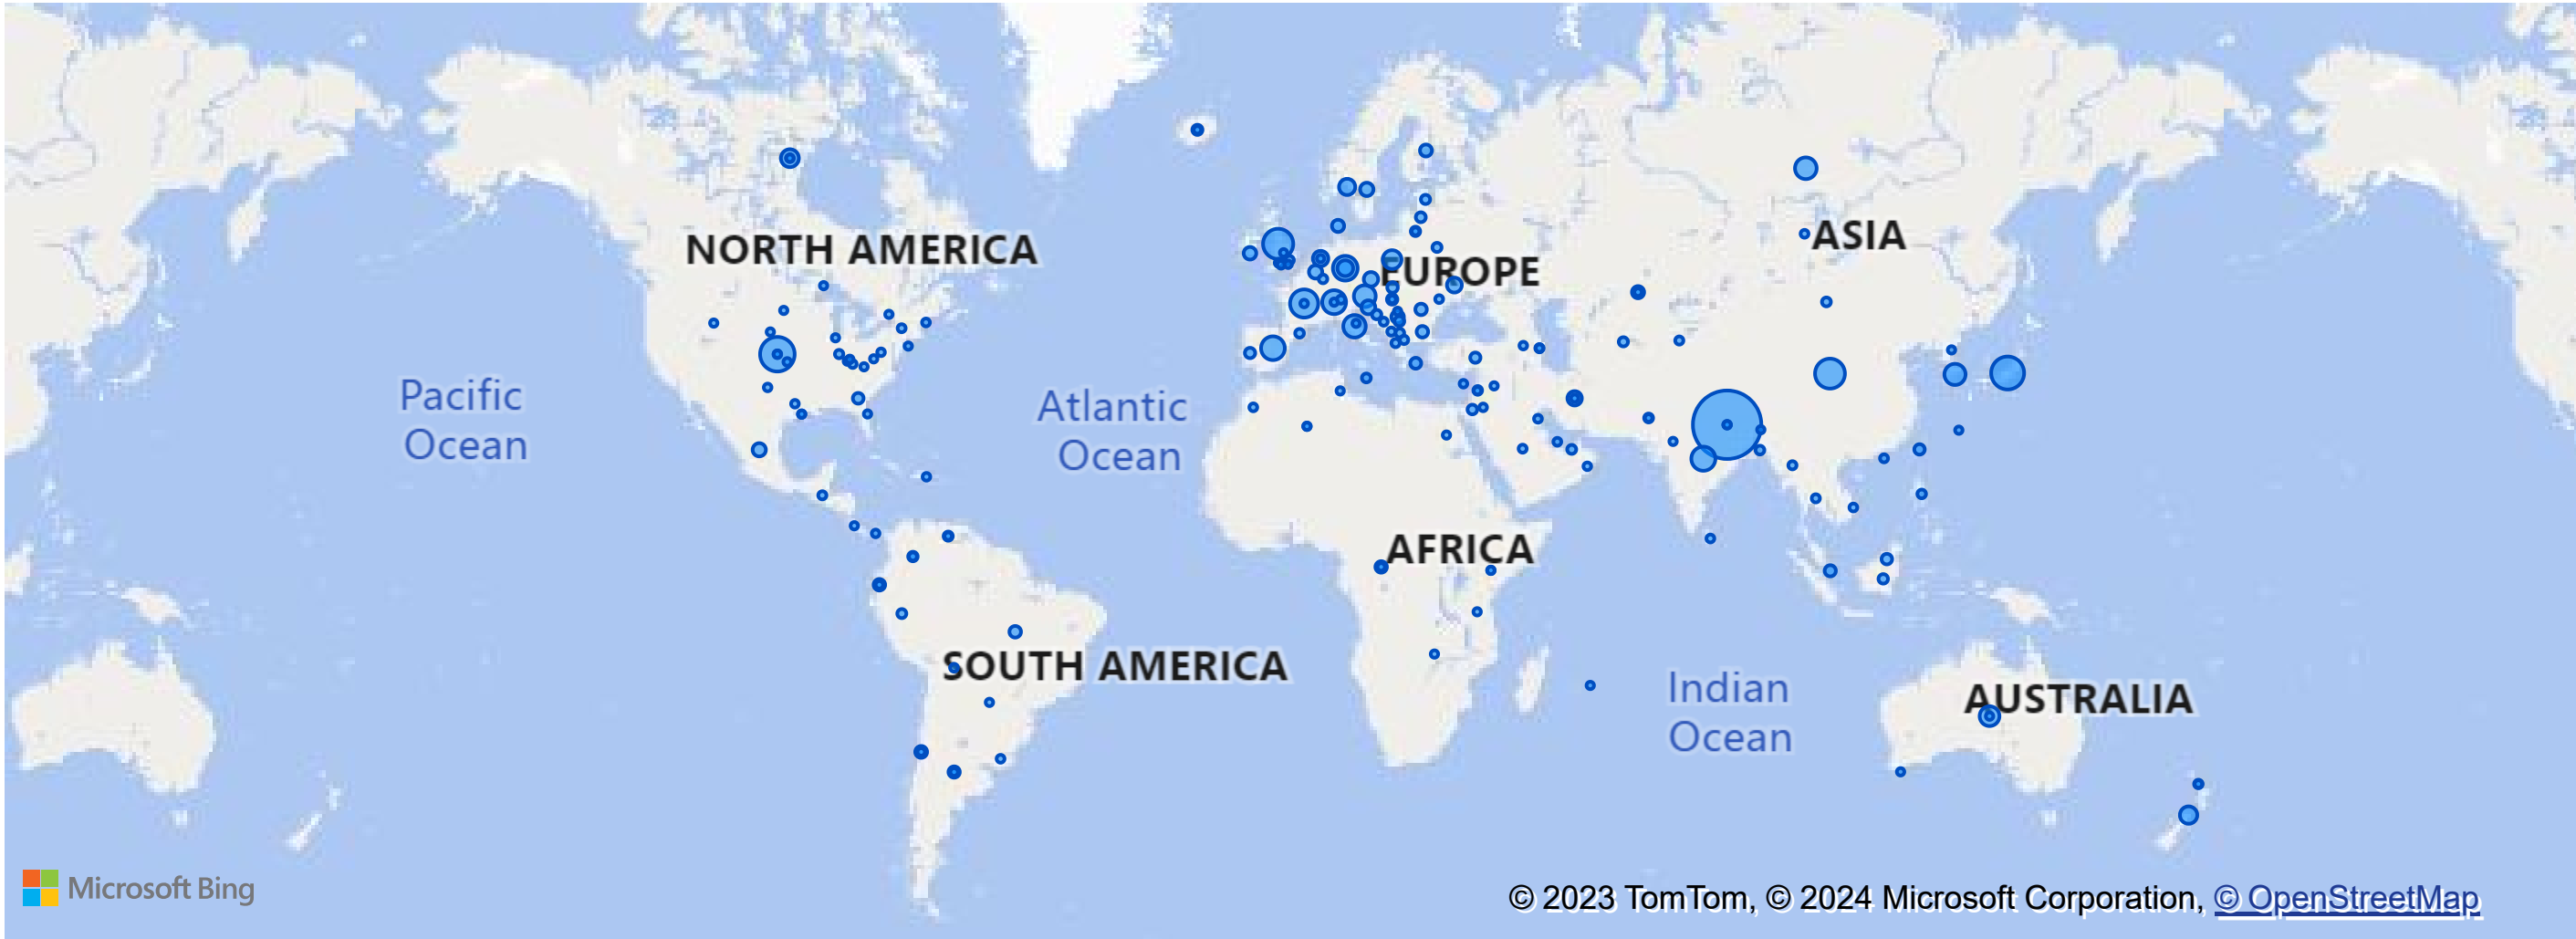 ASIA
NORTH AMERICA
EUROPE
Pacific
Ocean
Atlantic
Ocean
AFRICA
SOUTH AMERICA
Indian
Ocean
AUSTRALIA
Microsoft Bing
© 2023 TomTom, © 2024 Microsoft Corporation, © OpenStreetMap